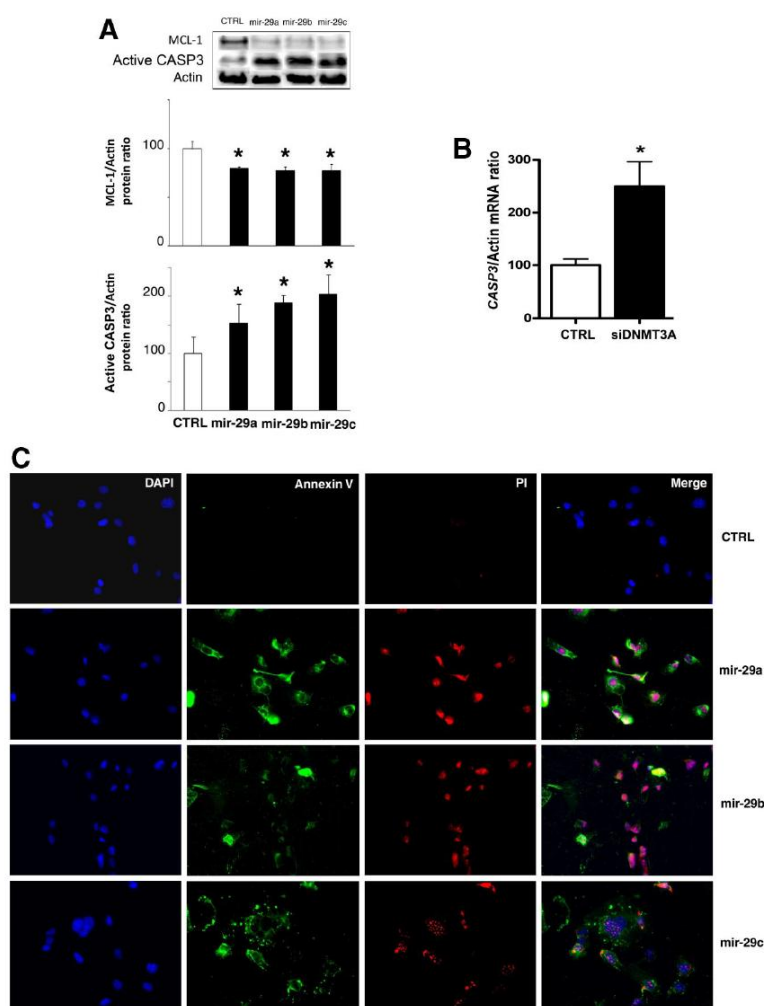 A
CTRL mir-29a mir-29b mir-29c
MCL-1
Active CASP3
Actin
MCL-1/Actin
protein ratio
100
0
* * *
Active CASP3/Actin
protein ratio
200
100
0
* * *
CTRL mir-29a mir-29b mir-29c
B
CASP3/Actin mRNA ratio
300
200
100
0
*
CTRL siDNMT3A
C
DAPI Annexin V PI Merge
CTRL
mir-29a
mir-29b
mir-29c